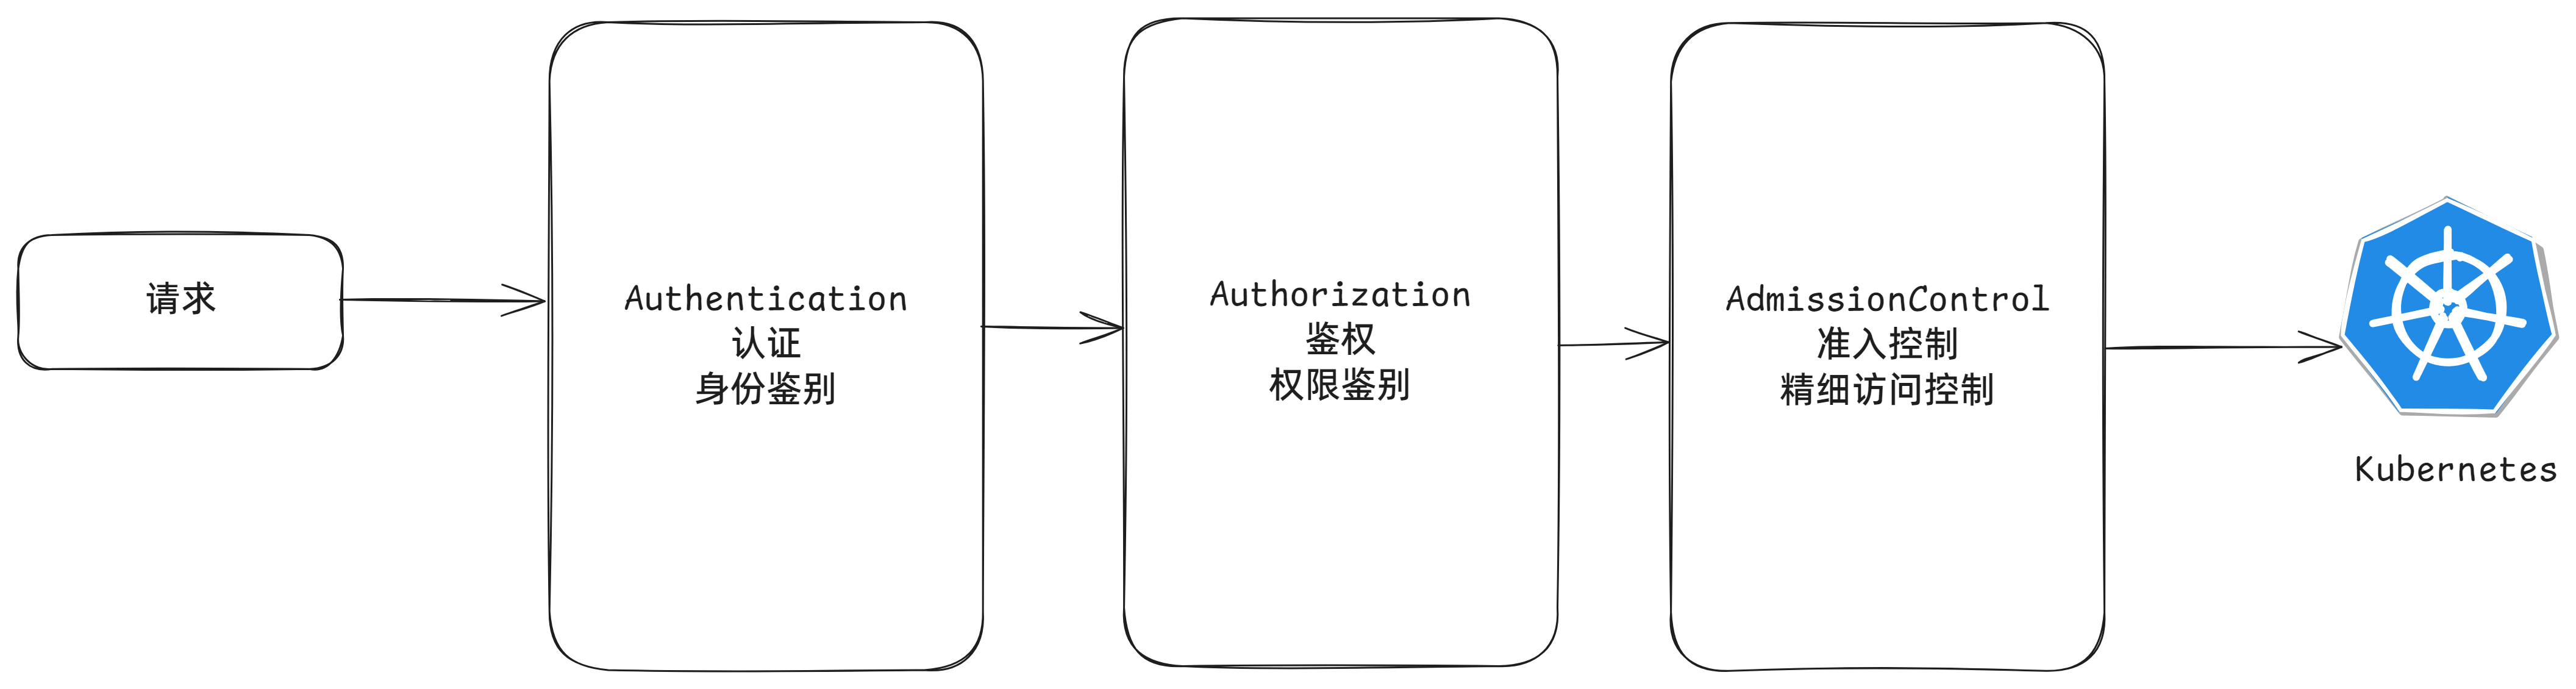 请求
Authentication
认证
身份鉴别
Authorization
鉴权
权限鉴别
AdmissionControl
准入控制
精细访问控制
Kubernetes